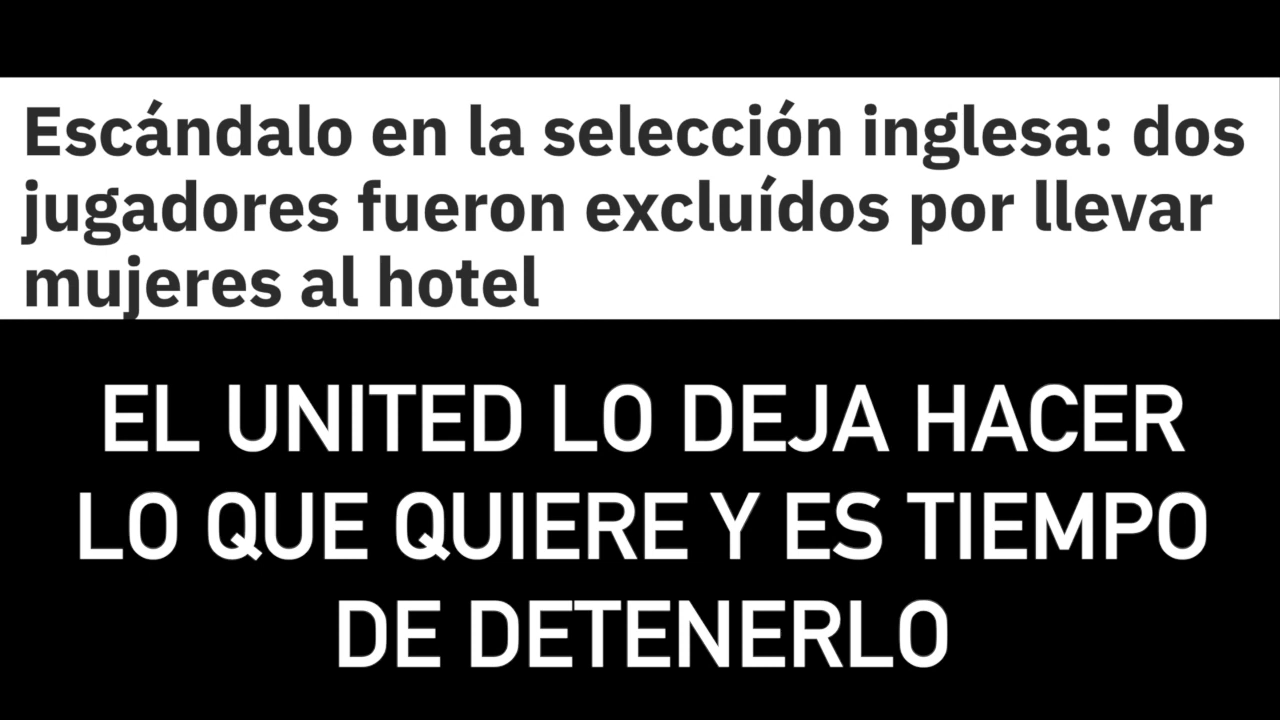 Escándalo en la selección inglesa: dos
jugadores fueron excluídos por llevar
mujeres al hotel
EL UNITED LO DEJA HACER
LO QUE QUIERE Y ES TIEMPO
DE DETENERLO